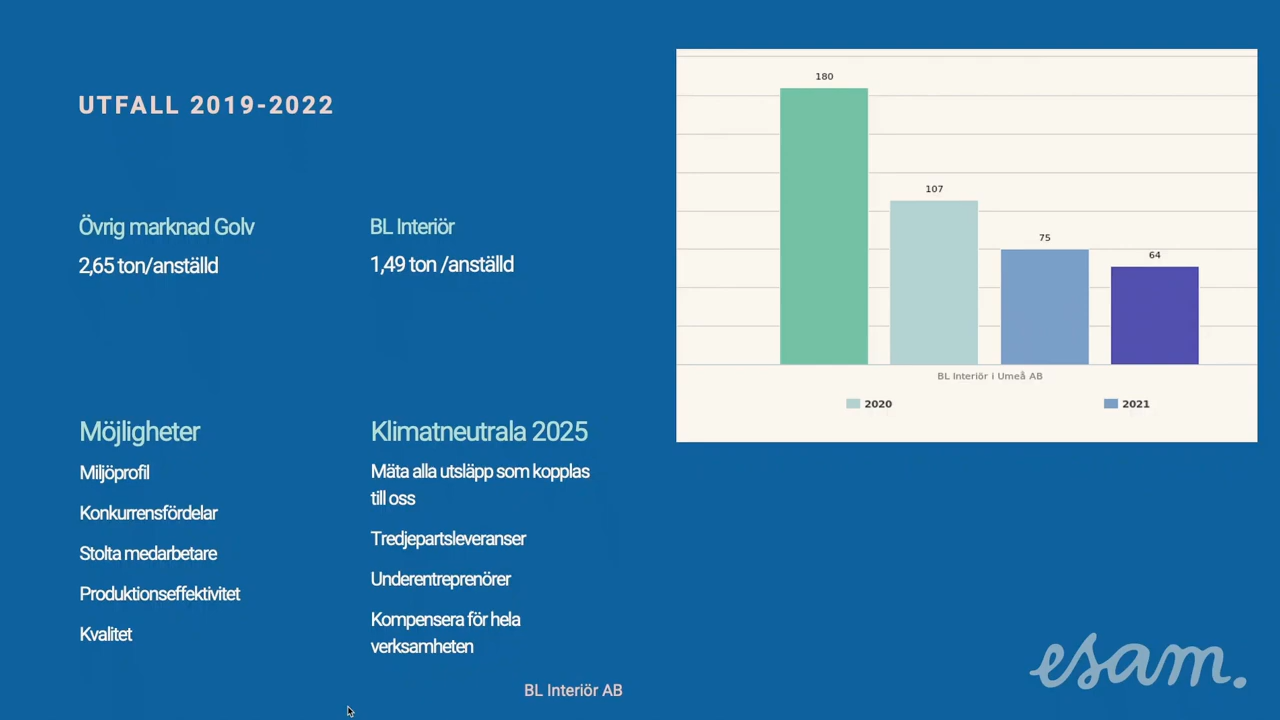 UTFALL 2019-2022
Övrig marknad Golv
2,65 ton/anställd
BL Interiör
1,49 ton /anställd
Möjligheter
Miljöprofil
Konkurrensfördelar
Stolta medarbetare
Produktionseffektivitet
Kvalitet
Klimatneutrala 2025
Mäta alla utsläpp som kopplas
till oss
Tredjepartsleveranser
Underentreprenörer
Kompensera för hela
verksamheten
BL Interiör AB
180
107
75
64
BL Interiör i Umeå AB
2020
2021
esam.